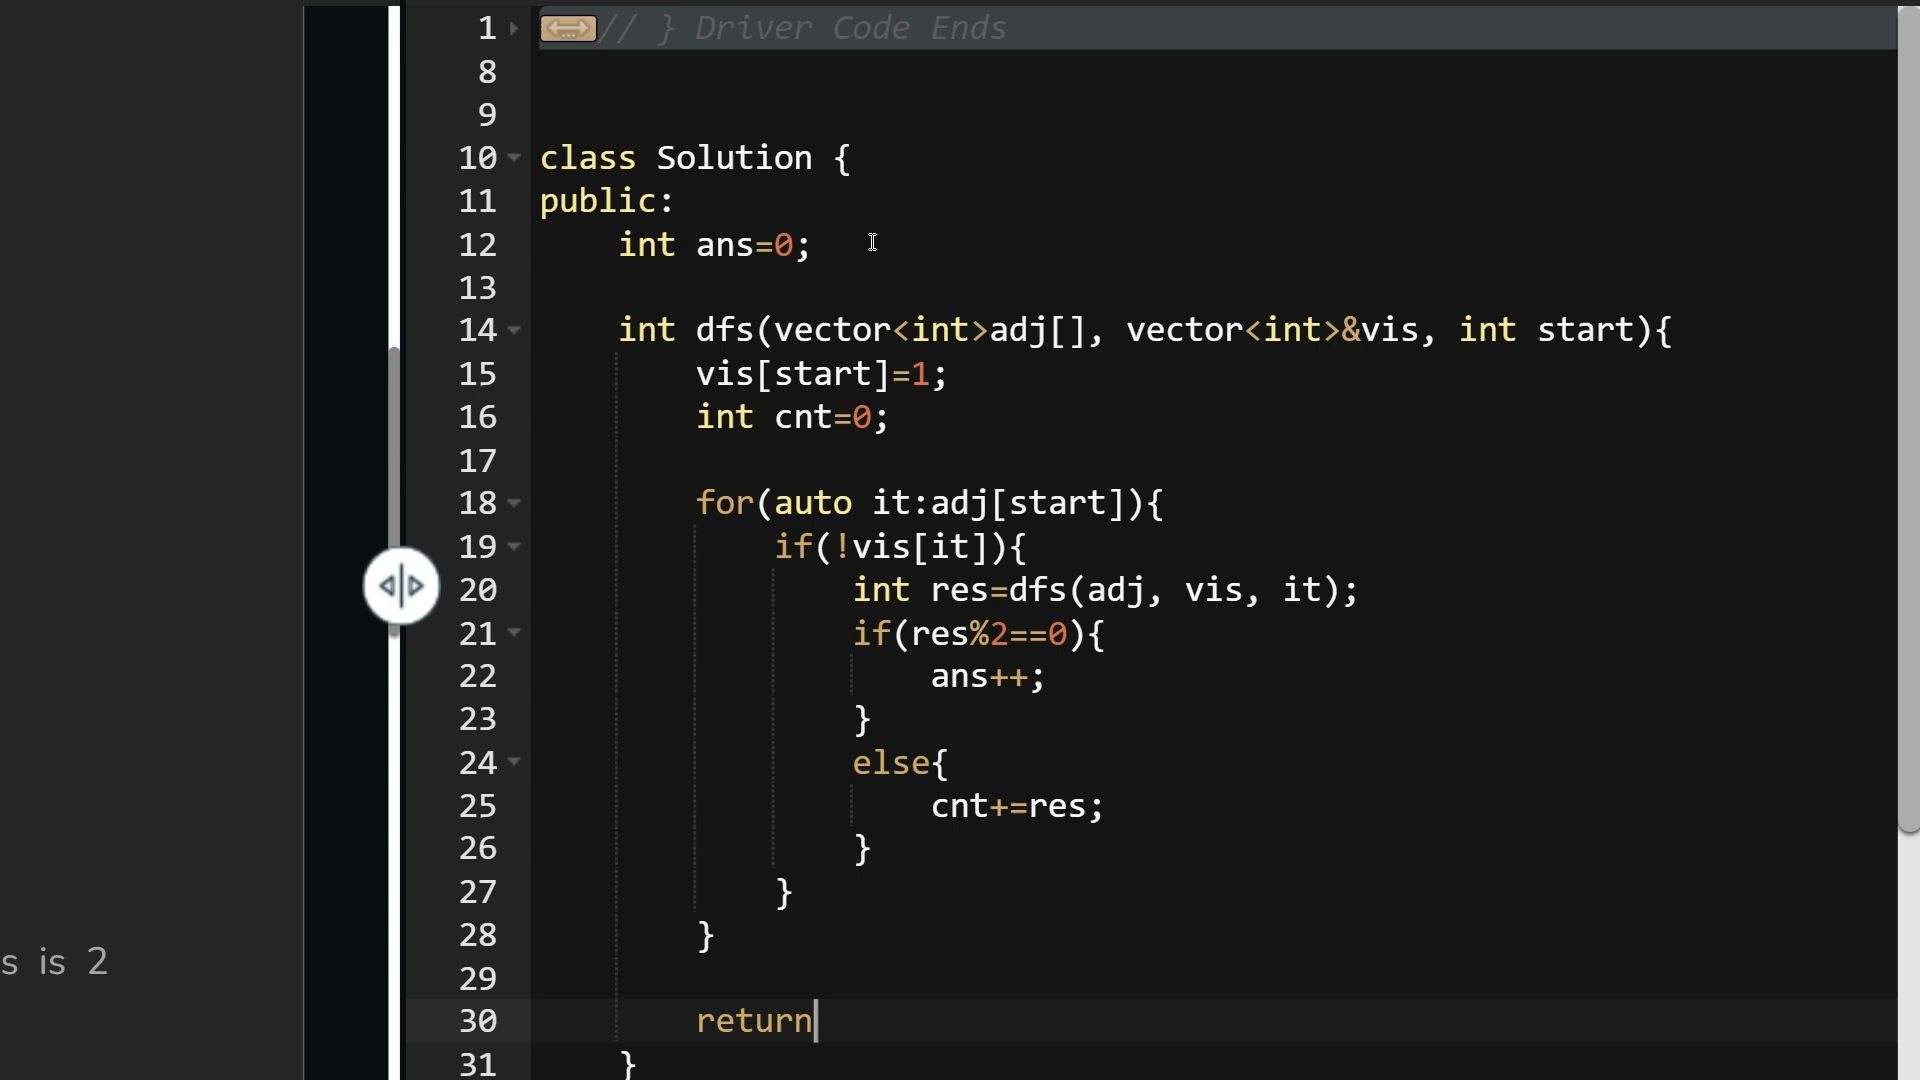 1 // } Driver Code Ends
8
9
10 class Solution {
11 public:
12 int ans=0;
13
14 int dfs(vector<int>adj[], vector<int>&vis, int start){
15 vis[start]=1;
16 int cnt=0;
17
18 for(auto it:adj[start]){
19 if(!vis[it]){
20 int res=dfs(adj, vis, it);
21 if(res%2==0){
22 ans++;
23 }
24 else{
25 cnt+=res;
26 }
27 }
28 }
29
30 return
31 }
s is 2